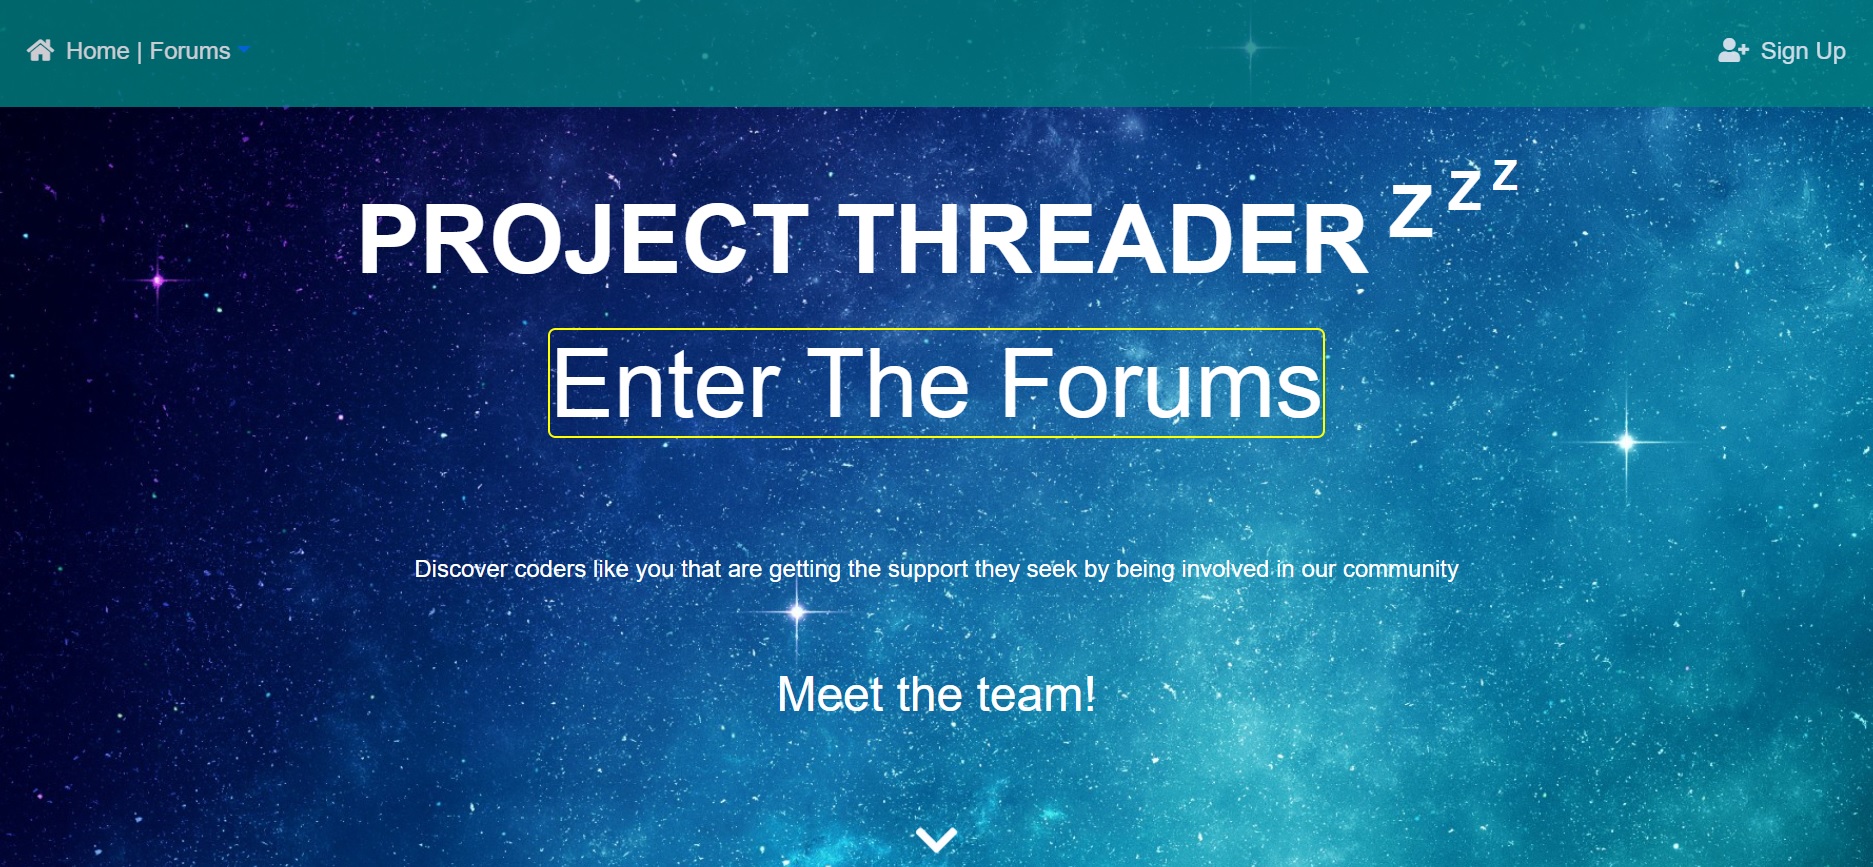 Home | Forums
Sign Up
PROJECT THREADER Z Z Z
Enter The Forums
Discover coders like you that are getting the support they seek by being involved in our community
Meet the team!